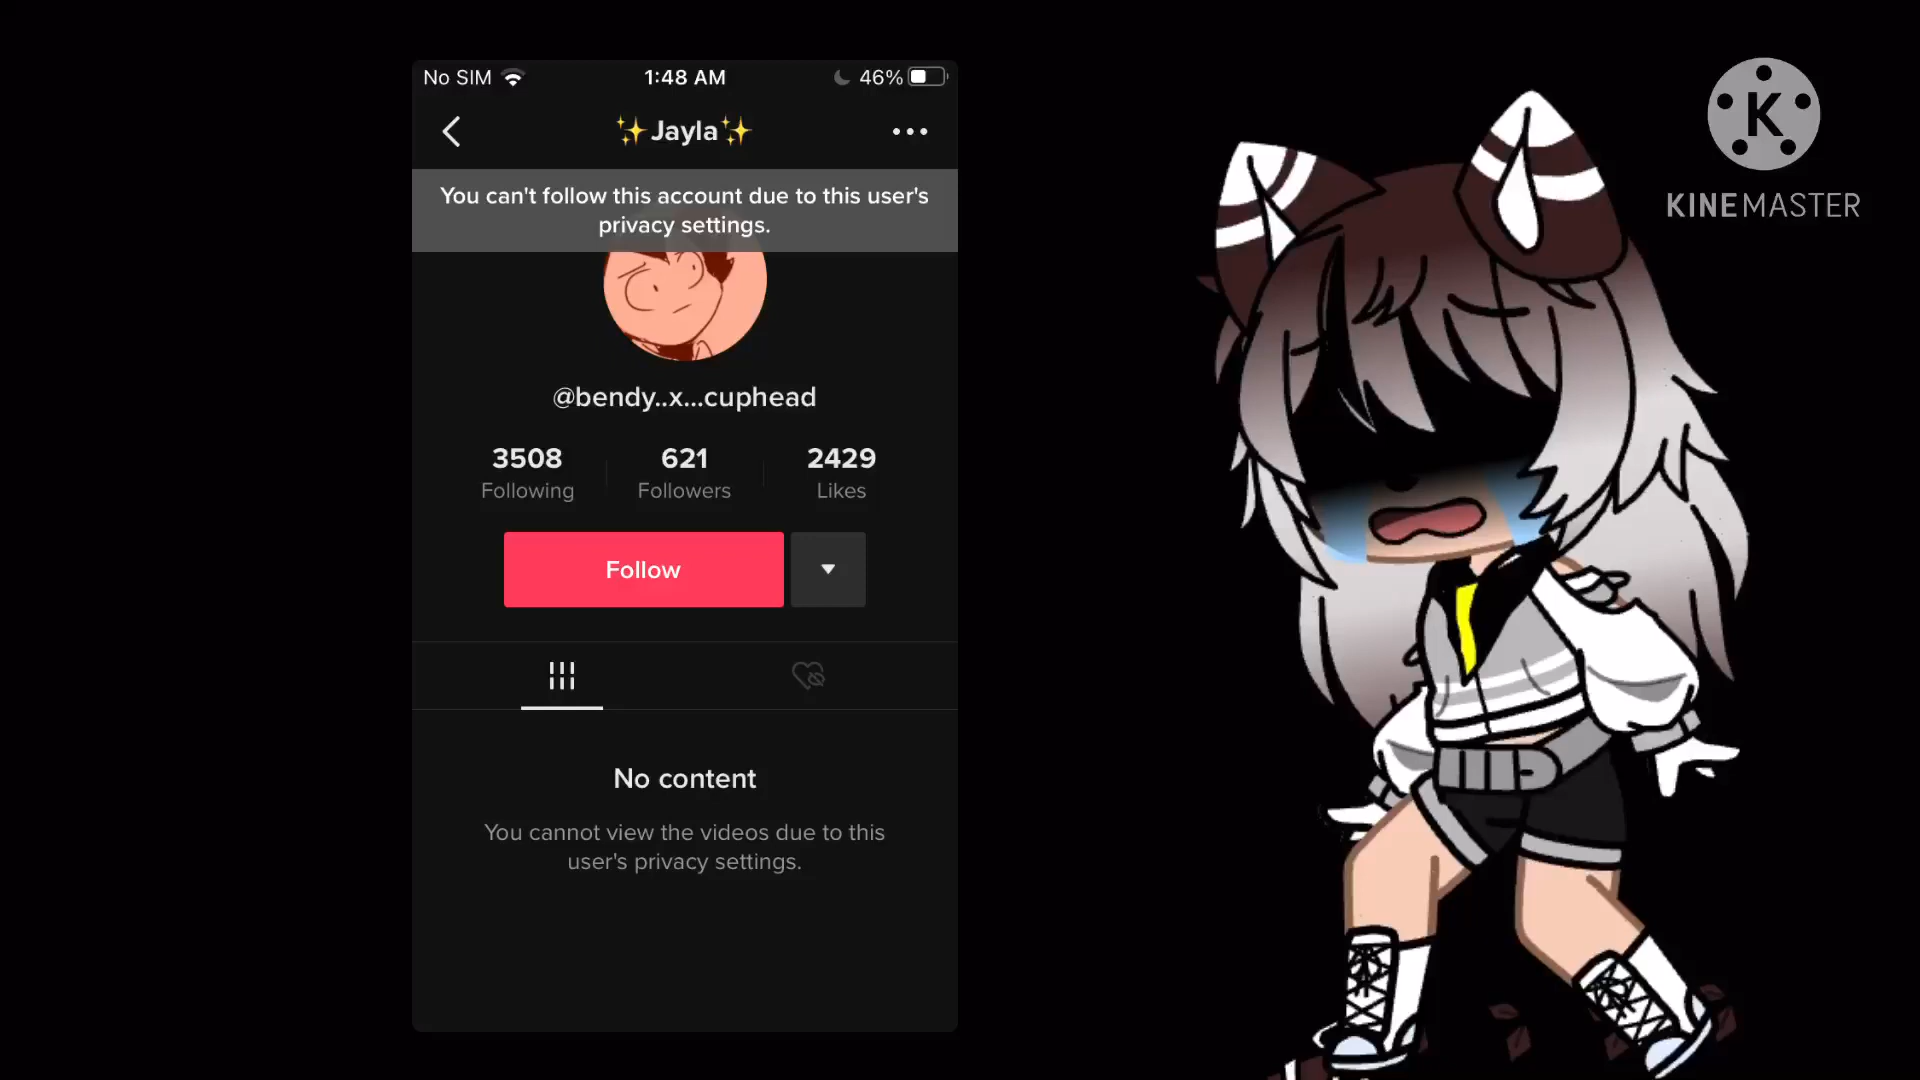 No SIM 1:48 AM 46%
✨Jayla✨
You can't follow this account due to this user's
privacy settings.
@bendy..x...cuphead
3508 621 2429
Following Followers Likes
Follow
No content
You cannot view the videos due to this
user's privacy settings.
K
KINEMASTER